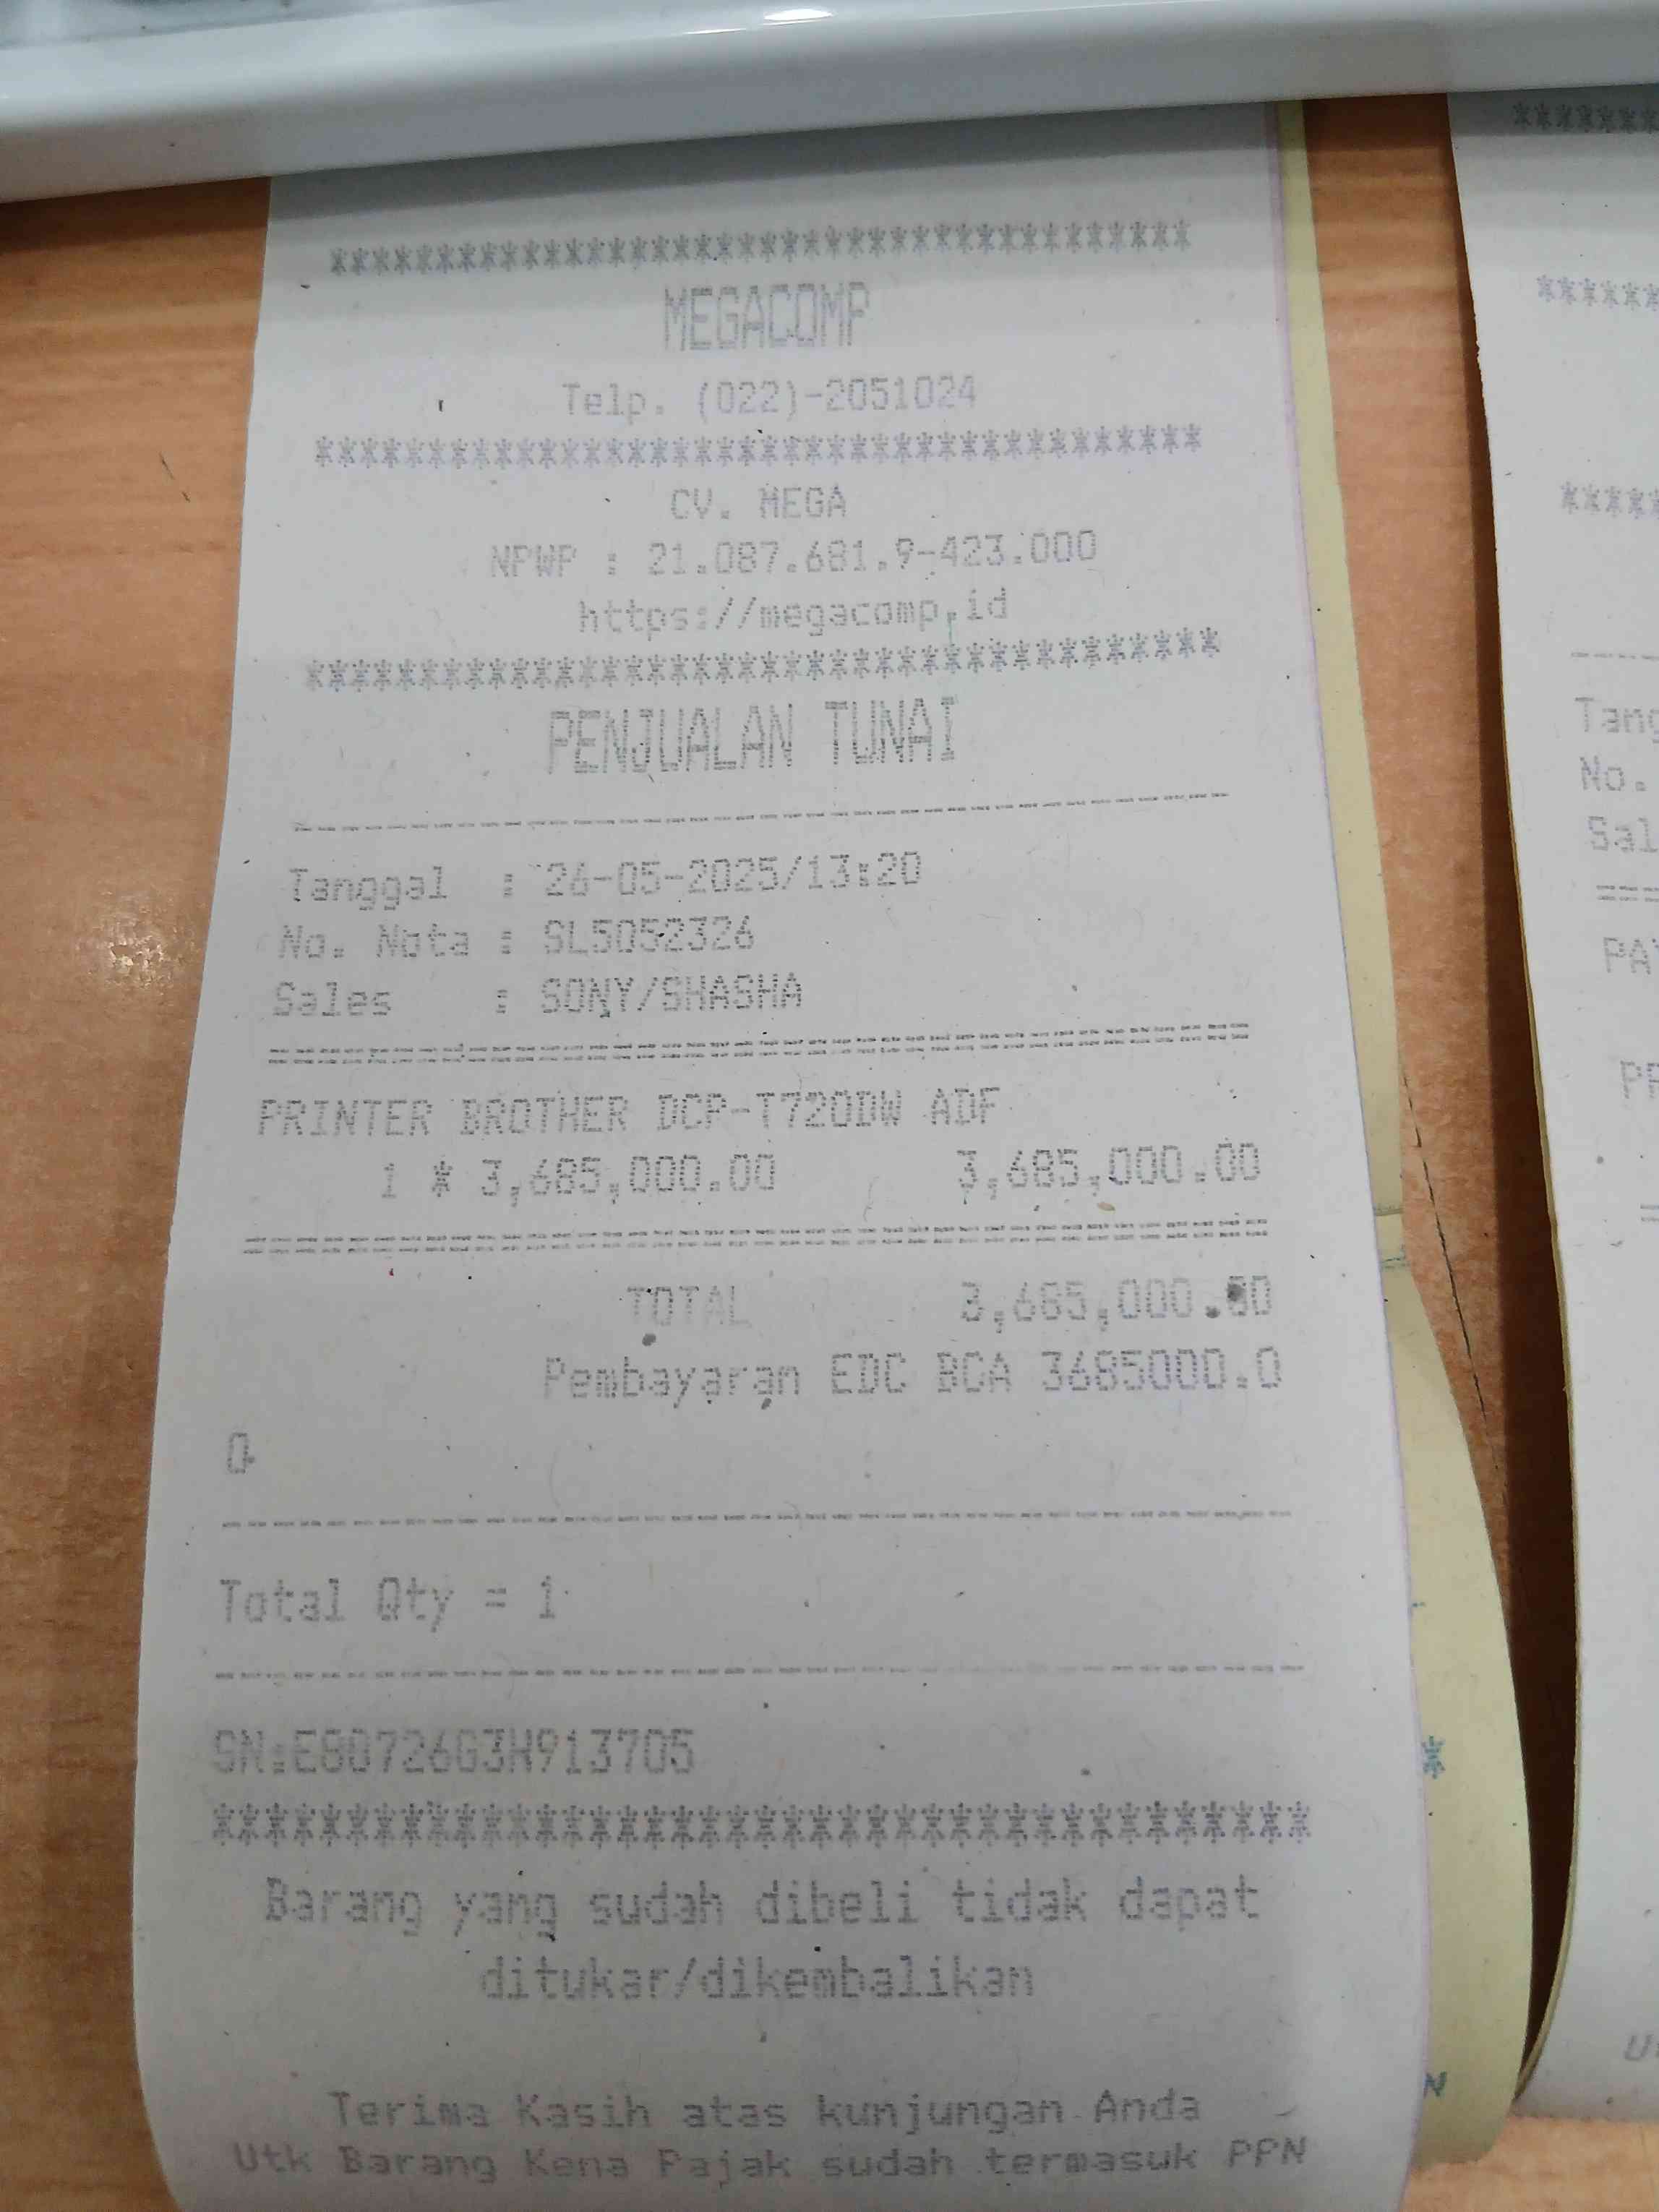 ****************************************
MEGACOMP
Telp. (022)-2051024
****************************************
CV. MEGA
NPWP : 21.087.681.9-423.000
https://megacomp.id
****************************************
PENJUALAN TUNAI
Tanggal : 26-05-2025/13:20
No. Nota : SL5052326
Sales : SONY/SHASHA
PRINTER BROTHER DCP-T720DW ADF
1 * 3,685,000.00 3,685,000.00
TOTAL 3,685,000.00
Pembayaran EDC BCA 3685000.0
0
Total Qty = 1
SN:E80726G3H913705
****************************************
Barang yang sudah dibeli tidak dapat
ditukar/dikembalikan
Terima Kasih atas kunjungan Anda
Utk Barang Kena Pajak sudah termasuk PPN